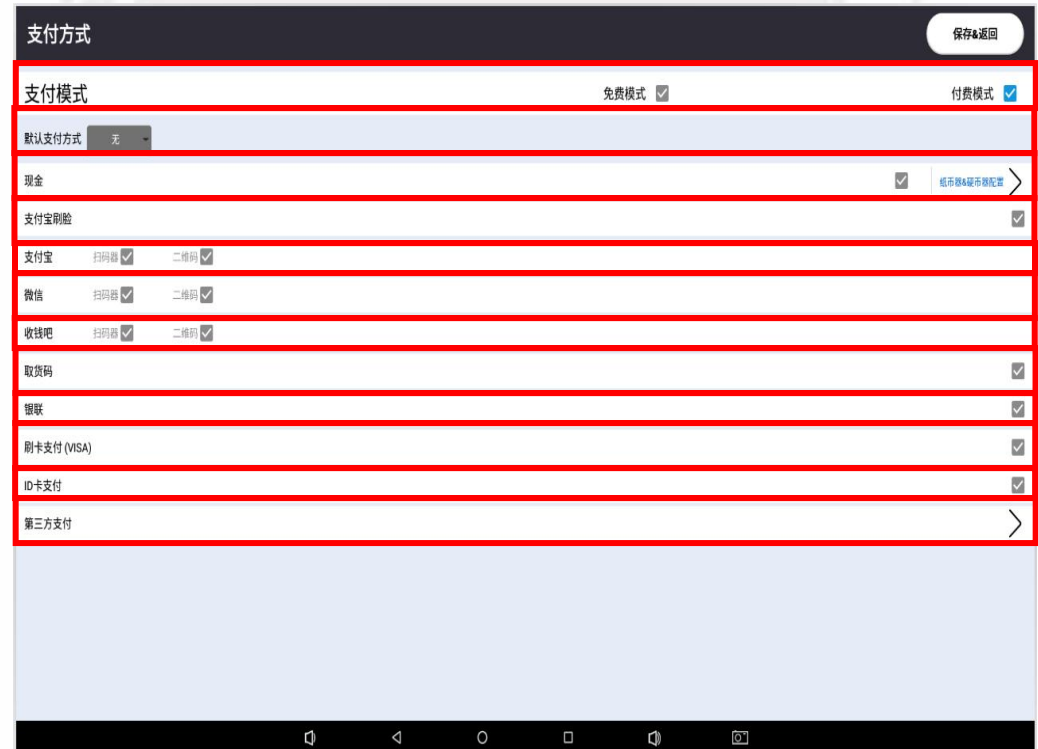 支付方式 保存&返回
支付模式 免费模式 付费模式
默认支付方式 无
现金 纸币器&硬币器配置
支付宝刷脸
支付宝 扫码器 二维码
微信 扫码器 二维码
收钱吧 扫码器 二维码
取货码
银联
刷卡支付 (VISA)
ID卡支付
第三方支付